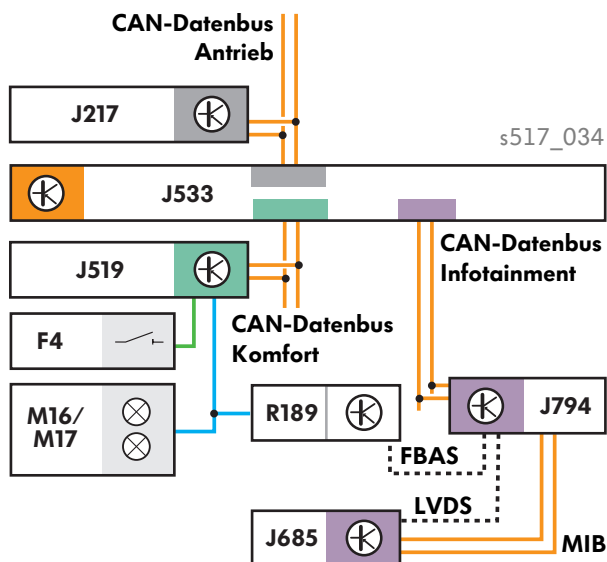 CAN-Datenbus
Antrieb
J217
s517_034
J533
J519
CAN-Datenbus
Infotainment
CAN-Datenbus
Komfort
F4
M16/
M17
R189
J794
FBAS
LVDS
J685
MIB